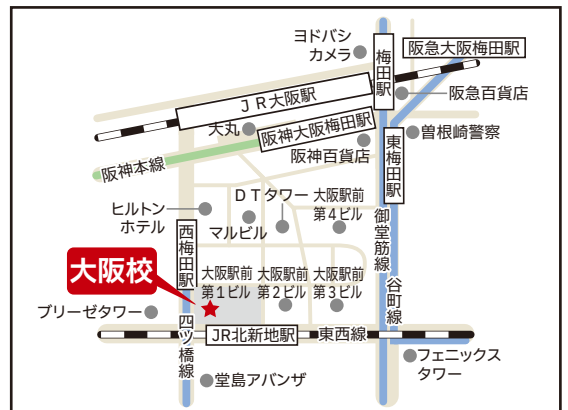 ヨドバシ
カメラ
梅田駅
阪急大阪梅田駅
JR大阪駅
阪急百貨店
大丸
阪神大阪梅田駅
曽根崎警察
阪神百貨店
阪神本線
東梅田駅
DTタワー
大阪駅前
第4ビル
ヒルトン
ホテル
マルビル
御堂筋線
西梅田駅
大阪校
大阪駅前
第1ビル
大阪駅前
第2ビル
大阪駅前
第3ビル
谷町線
ブリーゼタワー
四ツ橋線
JR北新地駅
東西線
フェニックス
タワー
堂島アバンザ